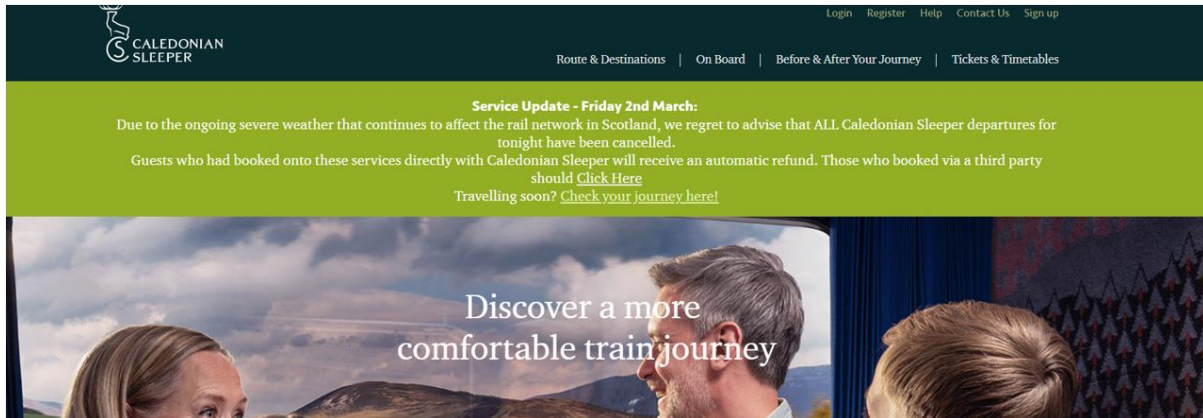 Login Register Help Contact Us Sign up
CALEDONIAN
SLEEPER
Route & Destinations | On Board | Before & After Your Journey | Tickets & Timetables
Service Update - Friday 2nd March:
Due to the ongoing severe weather that continues to affect the rail network in Scotland, we regret to advise that ALL Caledonian Sleeper departures for
tonight have been cancelled.
Guests who had booked onto these services directly with Caledonian Sleeper will receive an automatic refund. Those who booked via a third party
should Click Here
Travelling soon? Check your journey here!
Discover a more
comfortable train journey